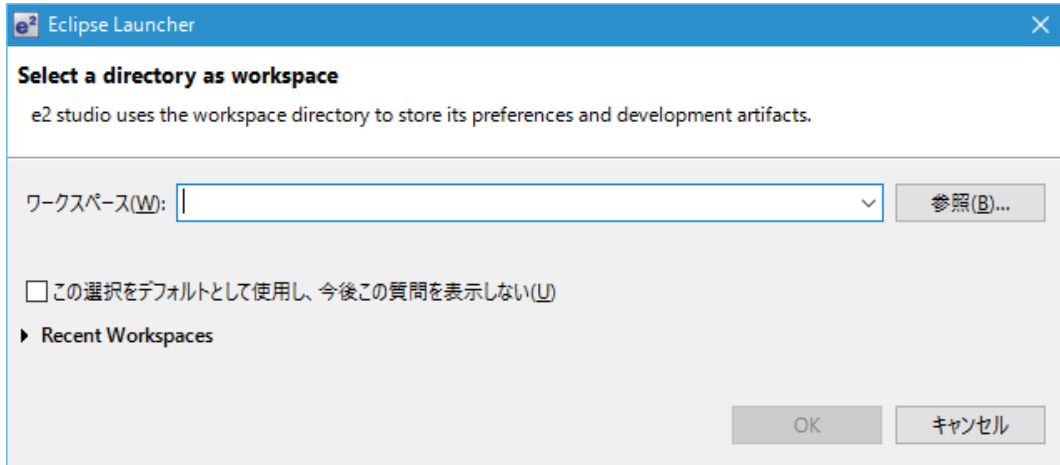 e² Eclipse Launcher
Select a directory as workspace
e2 studio uses the workspace directory to store its preferences and development artifacts.
ワークスペース(W):
参照(B)...
この選択をデフォルトとして使用し、今後この質問を表示しない(U)
Recent Workspaces
OK キャンセル